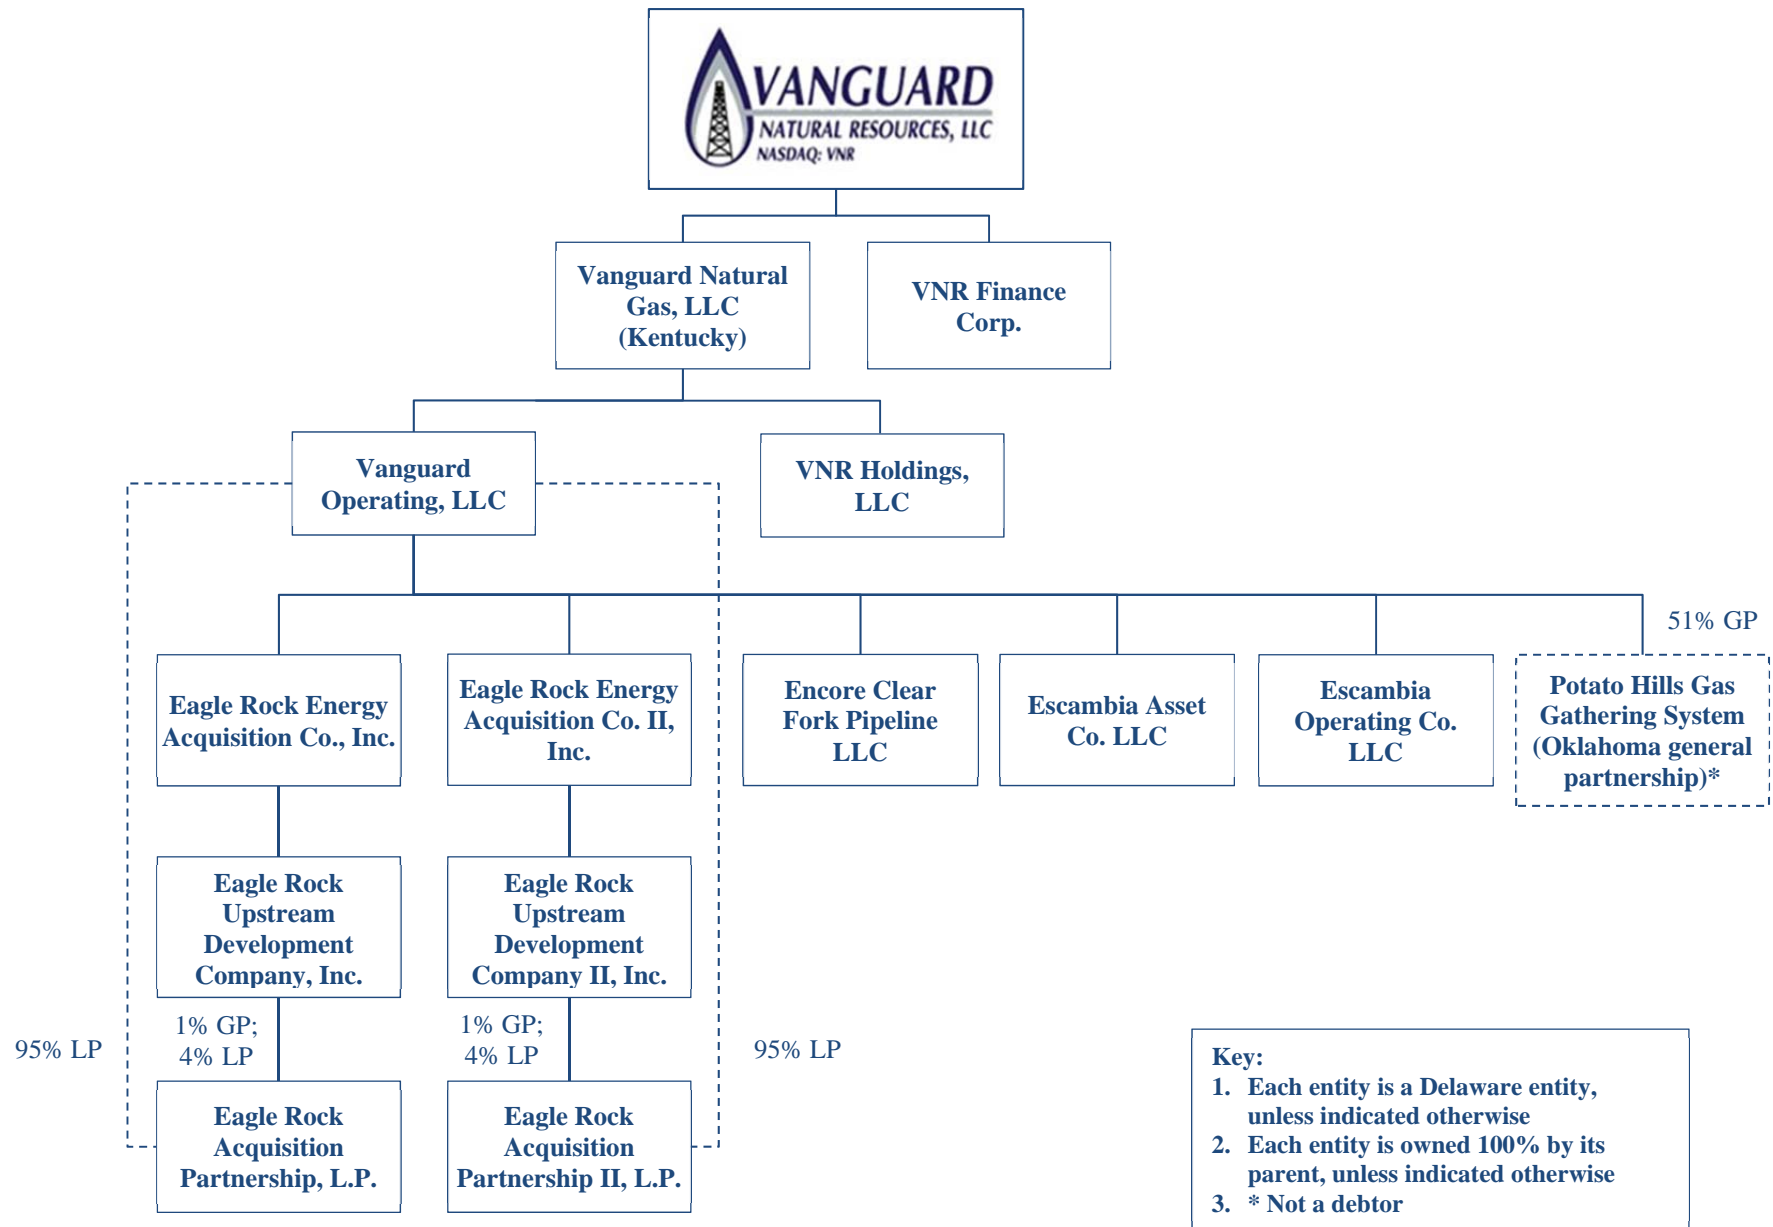 VANGUARD
NATURAL RESOURCES, LLC
NASDAQ: VNR
Vanguard Natural
Gas, LLC
(Kentucky)
VNR Finance
Corp.
Vanguard
Operating, LLC
VNR Holdings,
LLC
51% GP
Eagle Rock Energy
Acquisition Co., Inc.
Eagle Rock Energy
Acquisition Co. II,
Inc.
Encore Clear
Fork Pipeline
LLC
Escambia Asset
Co. LLC
Escambia
Operating Co.
LLC
Potato Hills Gas
Gathering System
(Oklahoma general
partnership)*
Eagle Rock
Upstream
Development
Company, Inc.
Eagle Rock
Upstream
Development
Company II, Inc.
95% LP
1% GP;
4% LP
1% GP;
4% LP
95% LP
Eagle Rock
Acquisition
Partnership, L.P.
Eagle Rock
Acquisition
Partnership II, L.P.
Key:
1. Each entity is a Delaware entity,
unless indicated otherwise
2. Each entity is owned 100% by its
parent, unless indicated otherwise
3. * Not a debtor